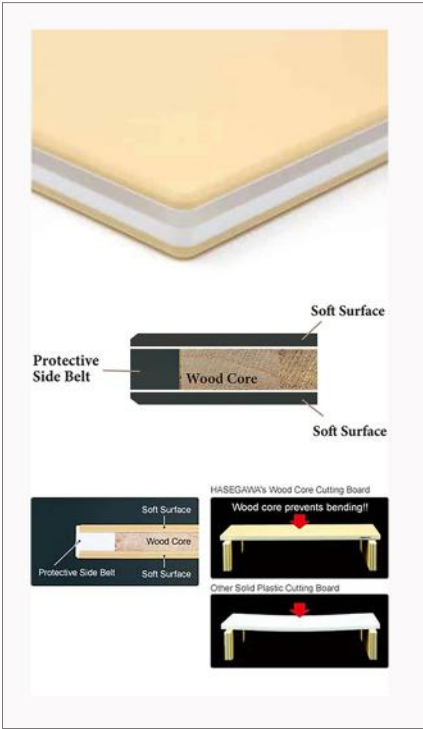 Soft Surface
Protective
Side Belt
Wood Core
Soft Surface
Soft Surface
Wood Core
Protective Side Belt
Soft Surface
HASEGAWA's Wood Core Cutting Board
Wood core prevents bending!!
Other Solid Plastic Cutting Board